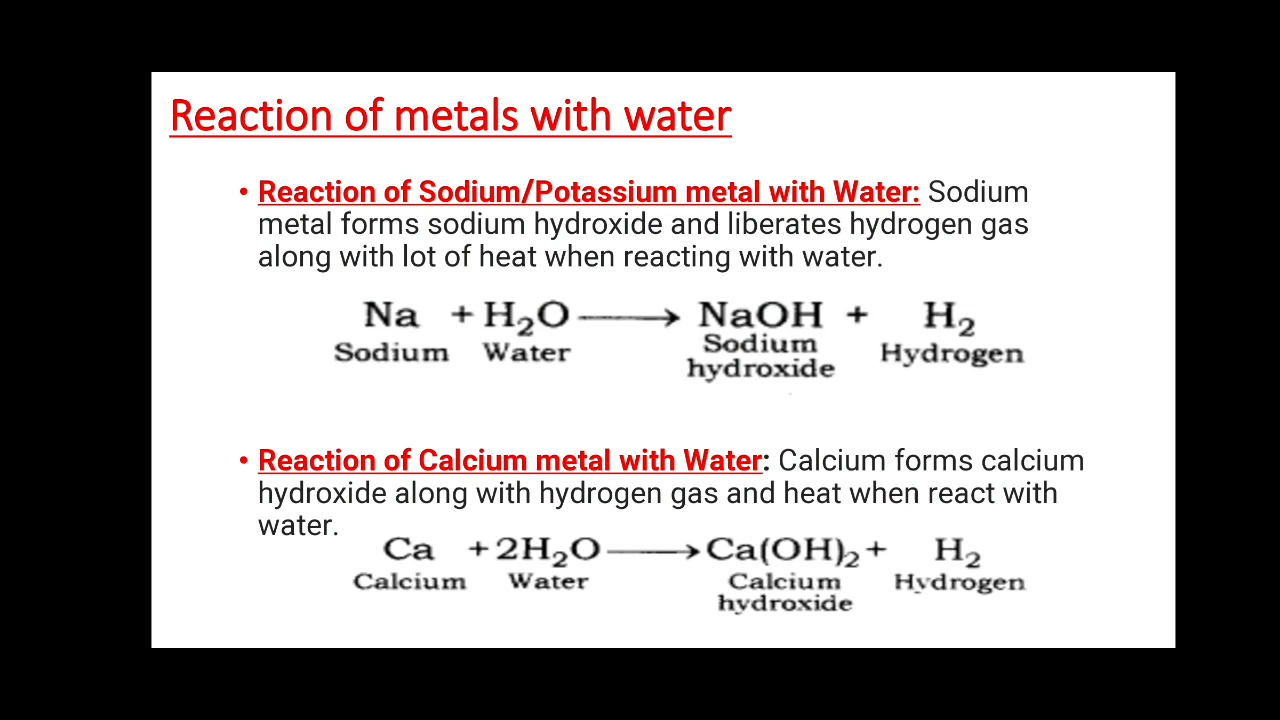 Reaction of metals with water
• Reaction of Sodium/Potassium metal with Water: Sodium
metal forms sodium hydroxide and liberates hydrogen gas
along with lot of heat when reacting with water.
Na + H₂O ⟶ NaOH + H₂
Sodium Water Sodium hydroxide Hydrogen
• Reaction of Calcium metal with Water: Calcium forms calcium
hydroxide along with hydrogen gas and heat when react with
water.
Ca + 2H₂O ⟶ Ca(OH)₂ + H₂
Calcium Water Calcium hydroxide Hydrogen